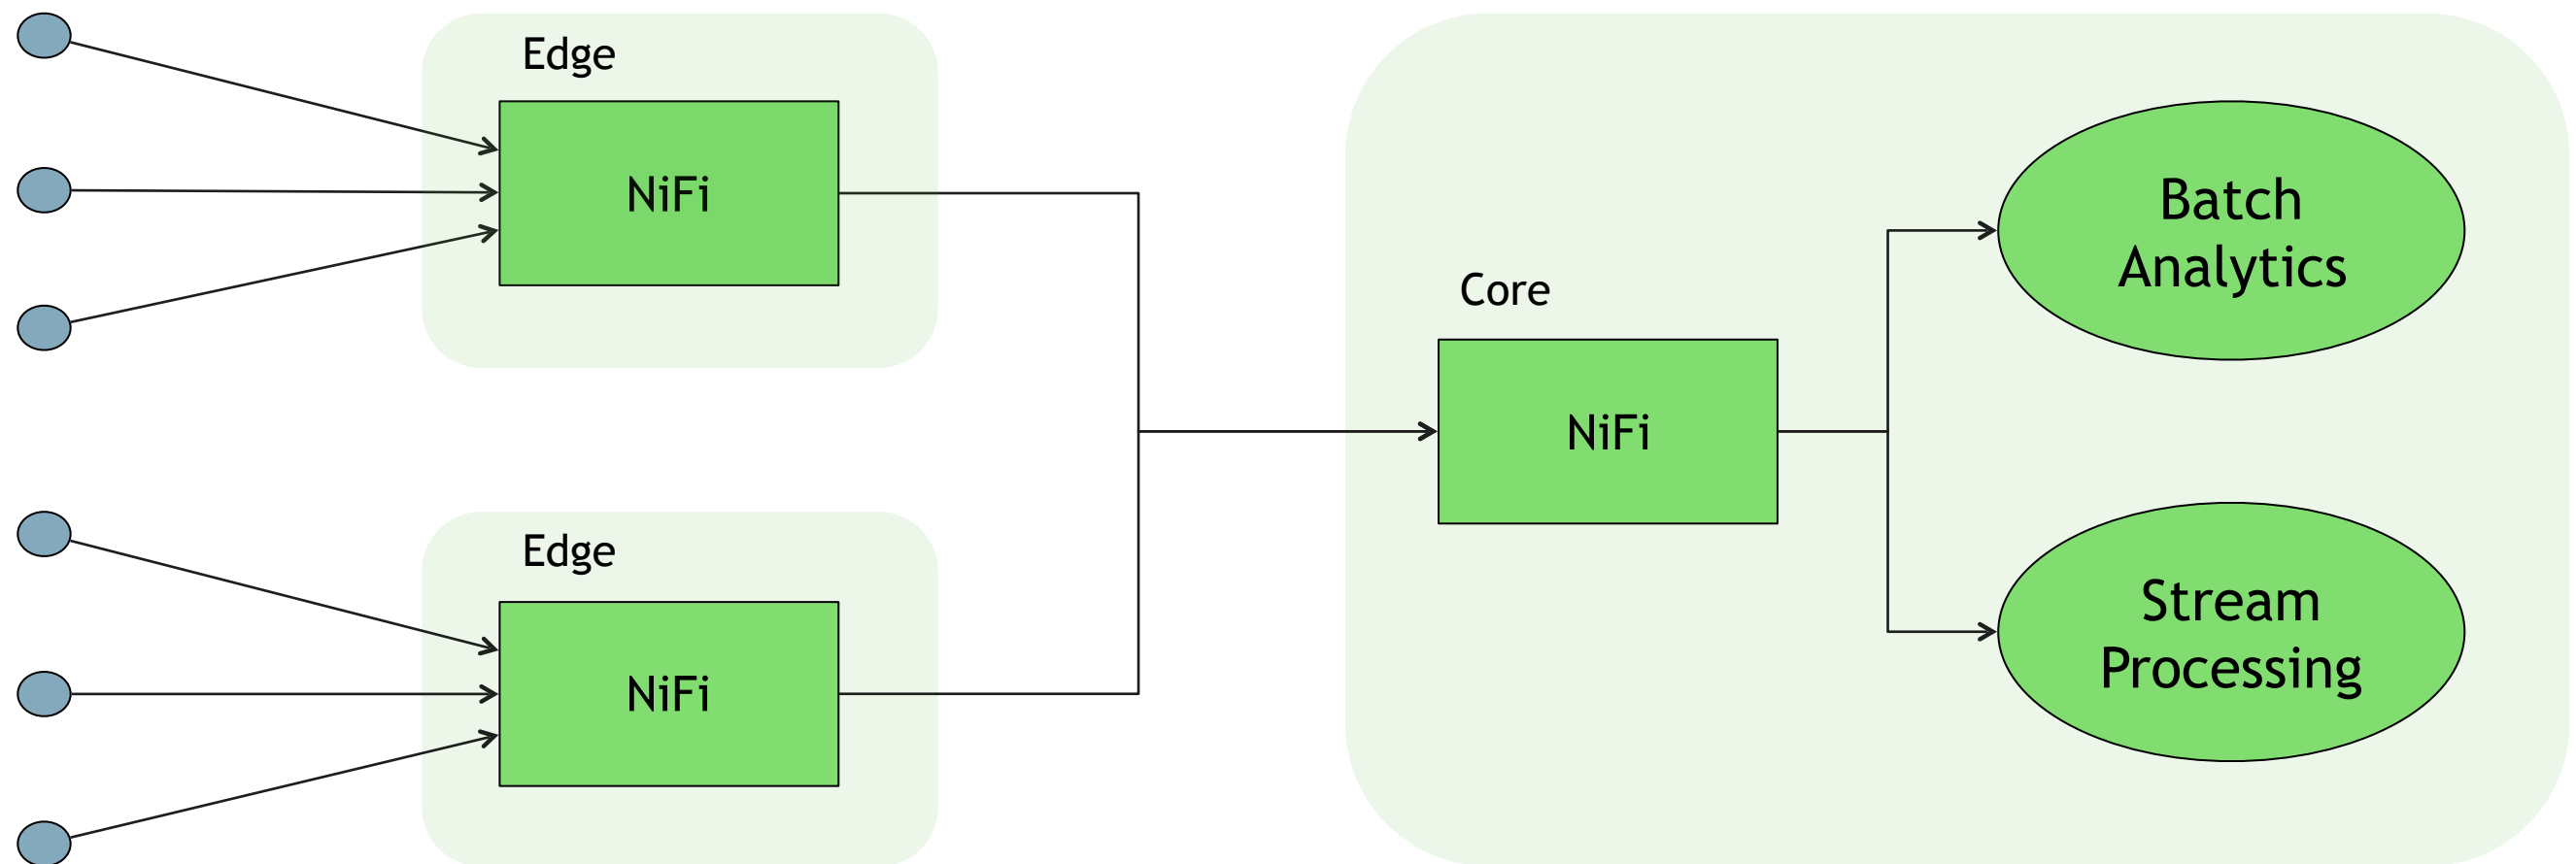 Edge
NiFi
Edge
NiFi
Core
NiFi
Batch
Analytics
Stream
Processing